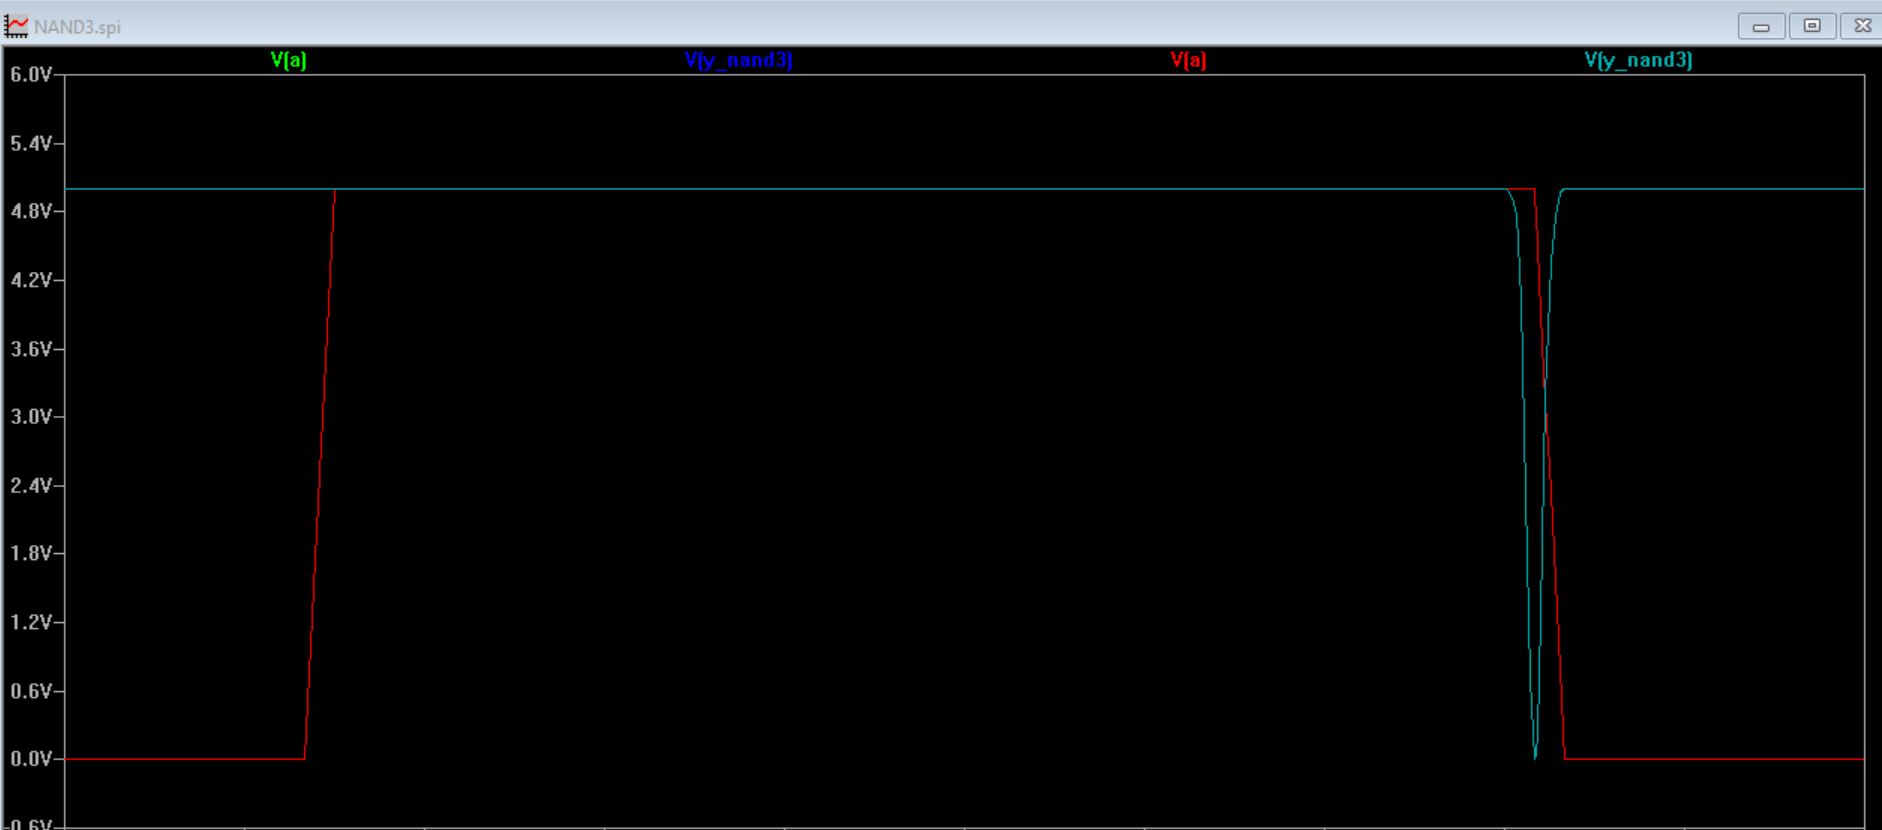 NAND3.spi
V(a) V(y_nand3) V(a) V(y_nand3)
6.0V
5.4V
4.8V
4.2V
3.6V
3.0V
2.4V
1.8V
1.2V
0.6V
0.0V
-0.6V